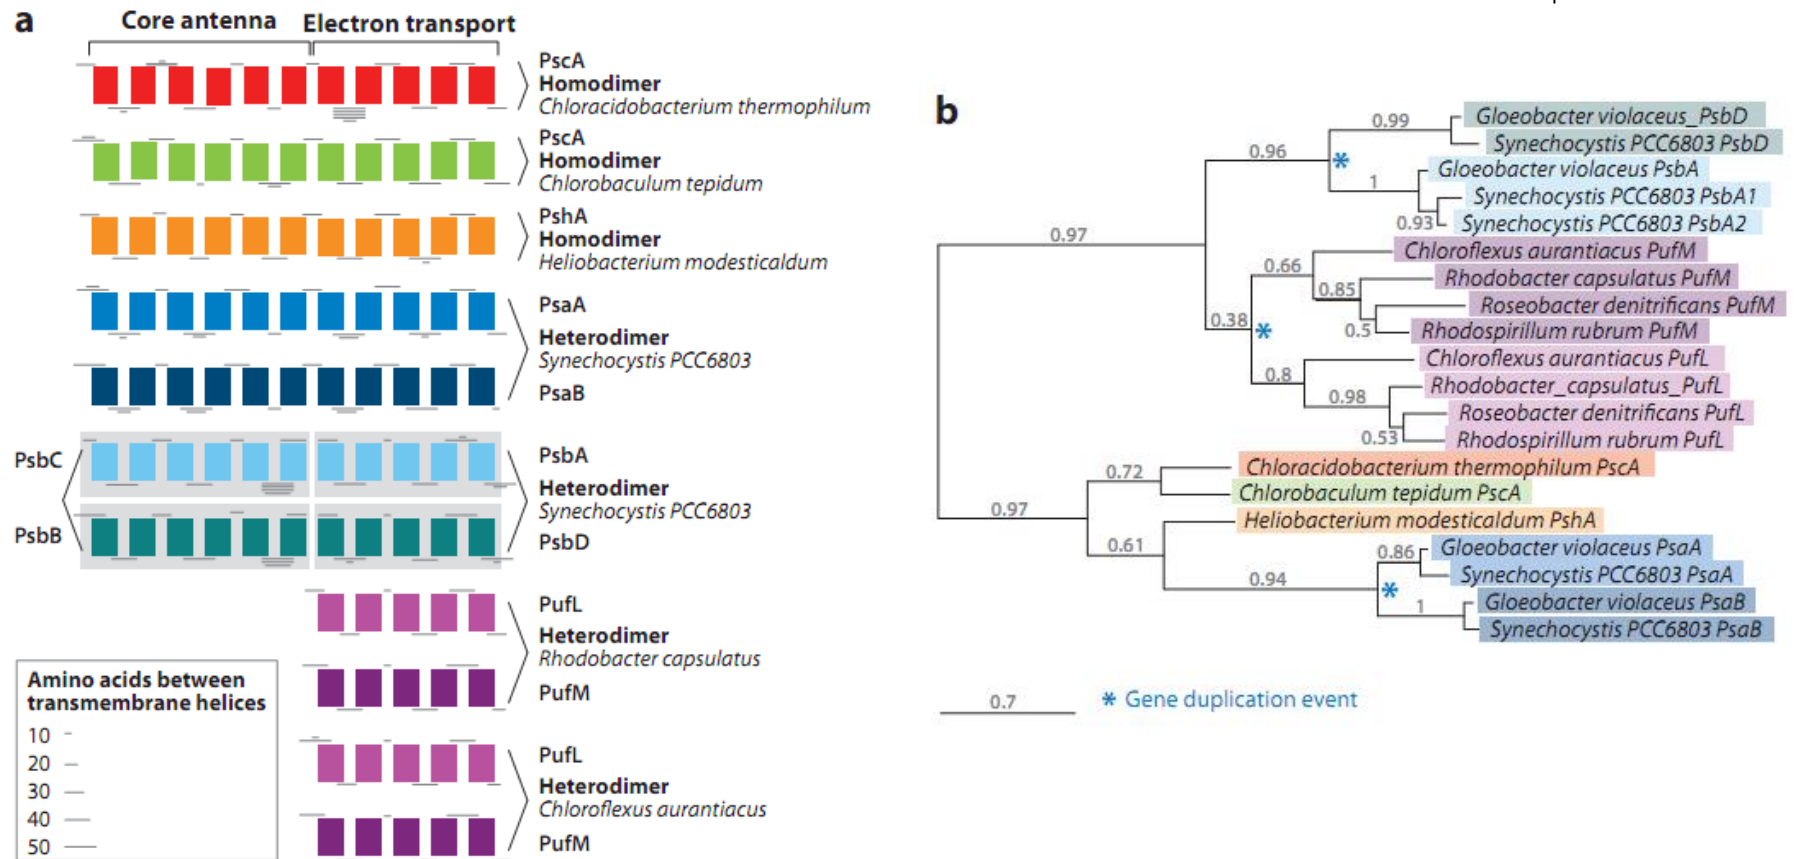 a
Core antenna
Electron transport
PscA
Homodimer
Chloracidobacterium thermophilum
PscA
Homodimer
Chlorobaculum tepidum
PshA
Homodimer
Heliobacterium modesticaldum
PsaA
Heterodimer
Synechocystis PCC6803
PsaB
PsbC
PsbB
PsbA
Heterodimer
Synechocystis PCC6803
PsbD
PufL
Heterodimer
Rhodobacter capsulatus
PufM
PufL
Heterodimer
Chloroflexus aurantiacus
PufM
Amino acids between
transmembrane helices
10
20
30
40
50
b
0.99
Gloeobacter violaceus_PsbD
Synechocystis PCC6803 PsbD
0.96
*
Gloeobacter violaceus PsbA
1
Synechocystis PCC6803 PsbA1
0.93
Synechocystis PCC6803 PsbA2
0.97
Chloroflexus aurantiacus PufM
0.66
Rhodobacter capsulatus PufM
0.85
Roseobacter denitrificans PufM
0.38
*
0.5
Rhodospirillum rubrum PufM
Chloroflexus aurantiacus PufL
0.8
Rhodobacter_capsulatus_PufL
0.98
Roseobacter denitrificans PufL
0.53
Rhodospirillum rubrum PufL
0.72
Chloracidobacterium thermophilum PscA
Chlorobaculum tepidum PscA
0.97
Heliobacterium modesticaldum PshA
0.61
0.86
Gloeobacter violaceus PsaA
Synechocystis PCC6803 PsaA
0.94
*
1
Gloeobacter violaceus PsaB
Synechocystis PCC6803 PsaB
0.7
* Gene duplication event